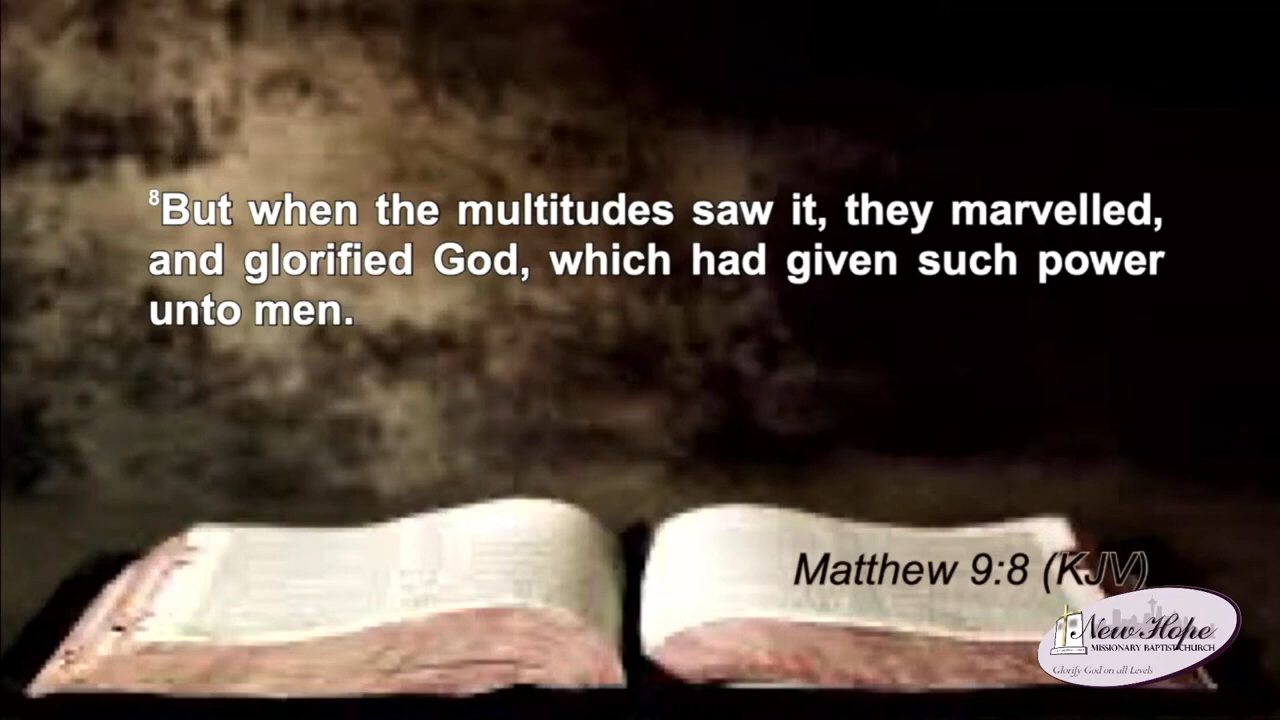 8But when the multitudes saw it, they marvelled,
and glorified God, which had given such power
unto men.
Matthew 9:8 (KJV)
New Hope
MISSIONARY BAPTIST CHURCH
Glorify God on all Levels